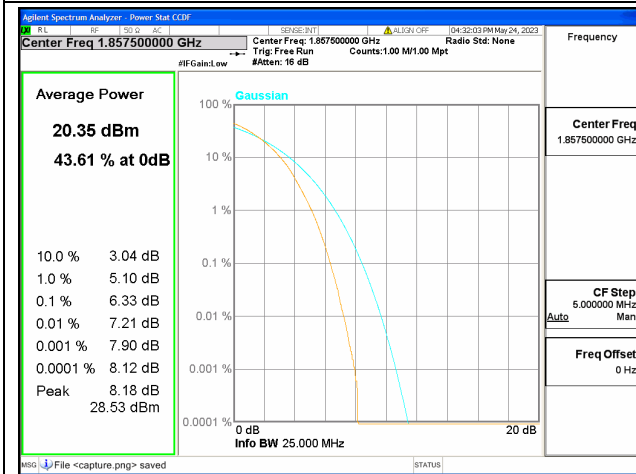 Agilent Spectrum Analyzer - Power Stat CCDF
RL RF 50 Ω AC SENSE:INT ALIGN OFF 04:32:03 PM May 24, 2023
Center Freq 1.857500000 GHz
Center Freq: 1.857500000 GHz Radio Std: None
Trig: Free Run Counts:1.00 M/1.00 Mpt
#IFGain:Low #Atten: 16 dB
Average Power
20.35 dBm
43.61 % at 0dB
10.0 % 3.04 dB
1.0 % 5.10 dB
0.1 % 6.33 dB
0.01 % 7.21 dB
0.001 % 7.90 dB
0.0001 % 8.12 dB
Peak 8.18 dB
28.53 dBm
Gaussian
100 %
10 %
1 %
0.1 %
0.01 %
0.001 %
0.0001 %
0 dB 20 dB
Info BW 25.000 MHz
Frequency
Center Freq
1.857500000 GHz
CF Step
5.000000 MHz
Auto Man
Freq Offset
0 Hz
MSG File <capture.png> saved STATUS